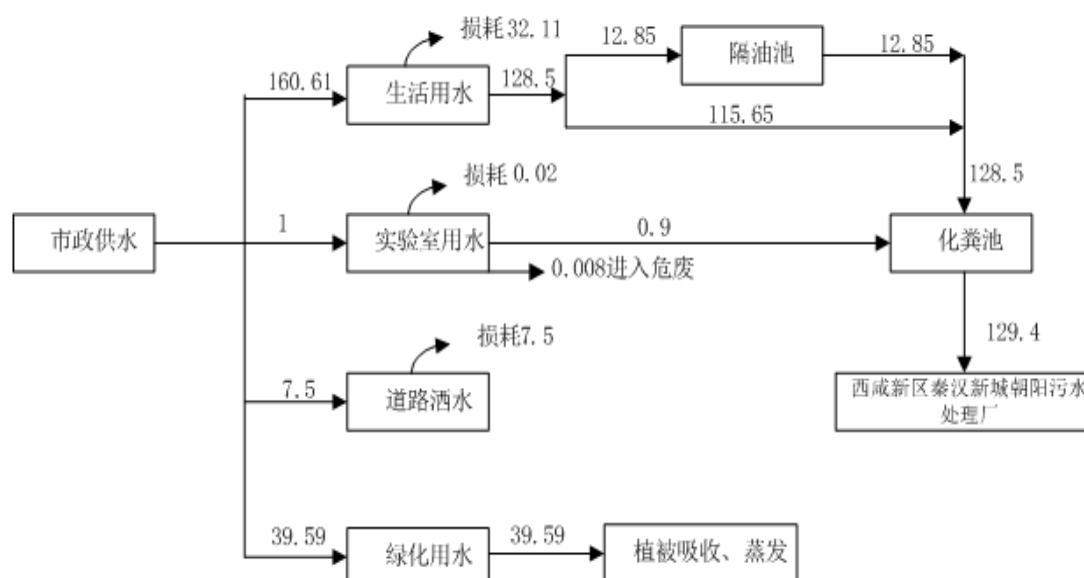 损耗32.11
12.85
隔油池
12.85
160.61
生活用水
128.5
115.65
损耗 0.02
128.5
市政供水
1
实验室用水
0.9
化粪池
0.008进入危废
损耗7.5
129.4
7.5
道路洒水
西咸新区秦汉新城朝阳污水
处理厂
39.59
绿化用水
39.59
植被吸收、蒸发